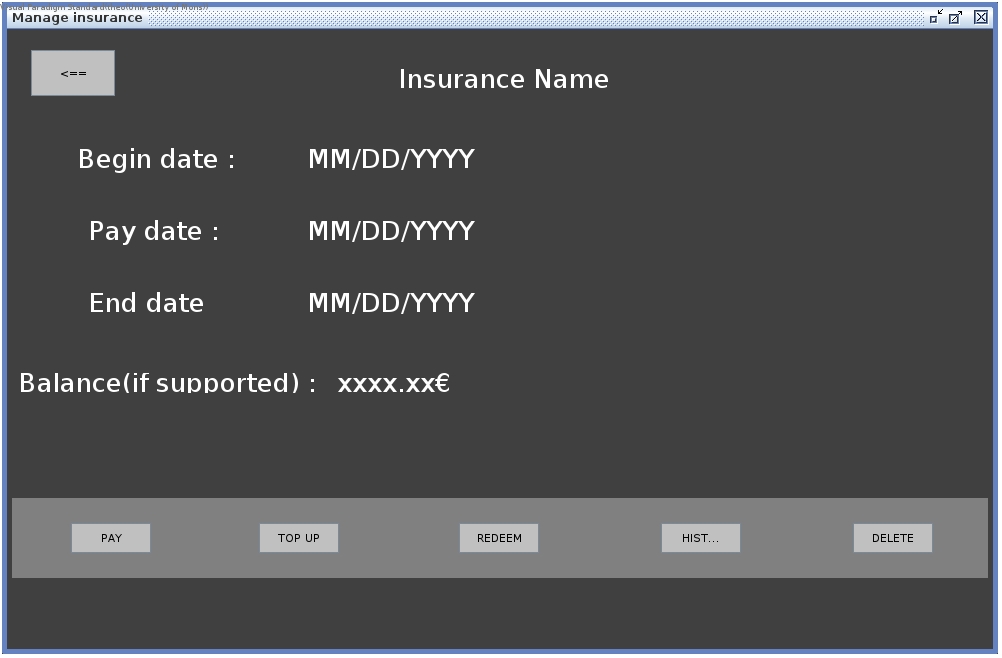 Visual Paradigm Standard(theo(University of Mons))
Manage insurance
<==
Insurance Name
Begin date : MM/DD/YYYY
Pay date : MM/DD/YYYY
End date MM/DD/YYYY
Balance(if supported) : xxxx.xx€
PAY TOP UP REDEEM HIST... DELETE